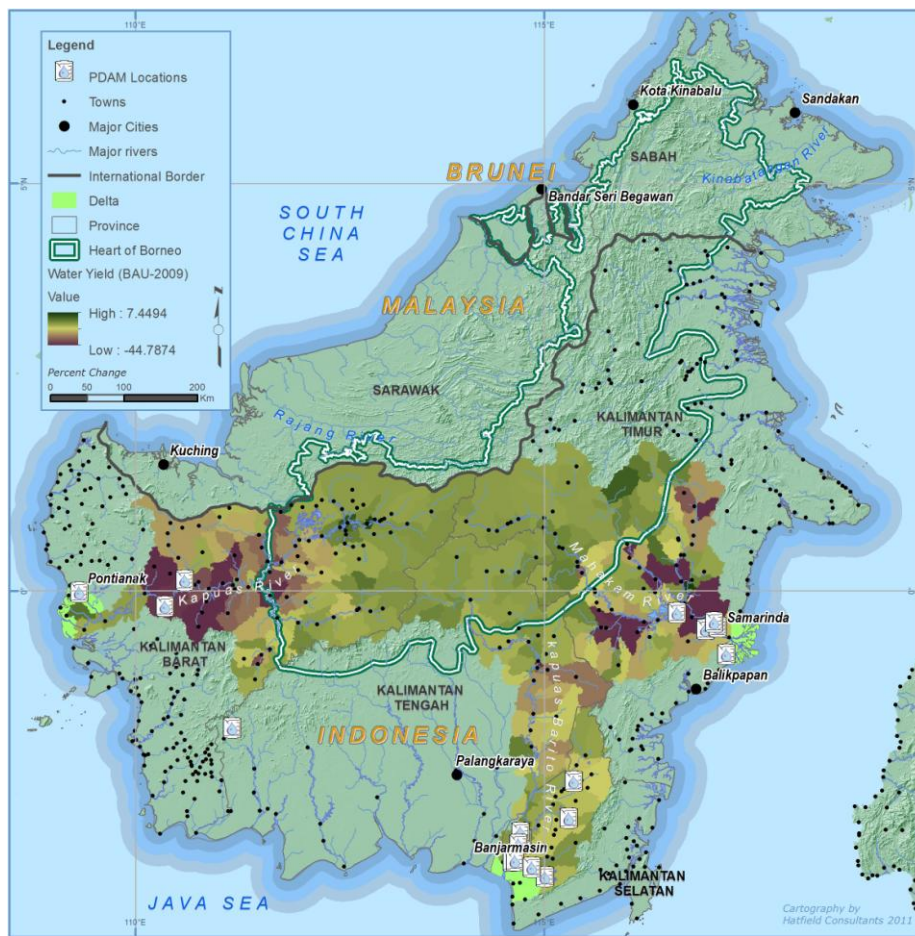 110°E
115°E
Legend
PDAM Locations
Towns
Major Cities
Major rivers
International Border
Delta
Province
Heart of Borneo
Water Yield (BAU-2009)
Value
High : 7.4494
Low : -44.7874
Percent Change
0 50 100 200
Km
N
Kota Kinabalu
Sandakan
SABAH
Kinabatangan River
BRUNEI
5°N
5°N
Bandar Seri Begawan
SOUTH
CHINA
SEA
MALAYSIA
SARAWAK
Rajang River
KALIMANTAN
TIMUR
Kuching
Pontianak
Kapuas River
Mahakam River
0°
0°
Samarinda
KALIMANTAN
BARAT
Balikpapan
KALIMANTAN
TENGAH
kapuas Barito River
INDONESIA
Palangkaraya
Banjarmasin
KALIMANTAN
SELATAN
JAVA SEA
110°E
115°E
Cartography by
Hatfield Consultants 2011